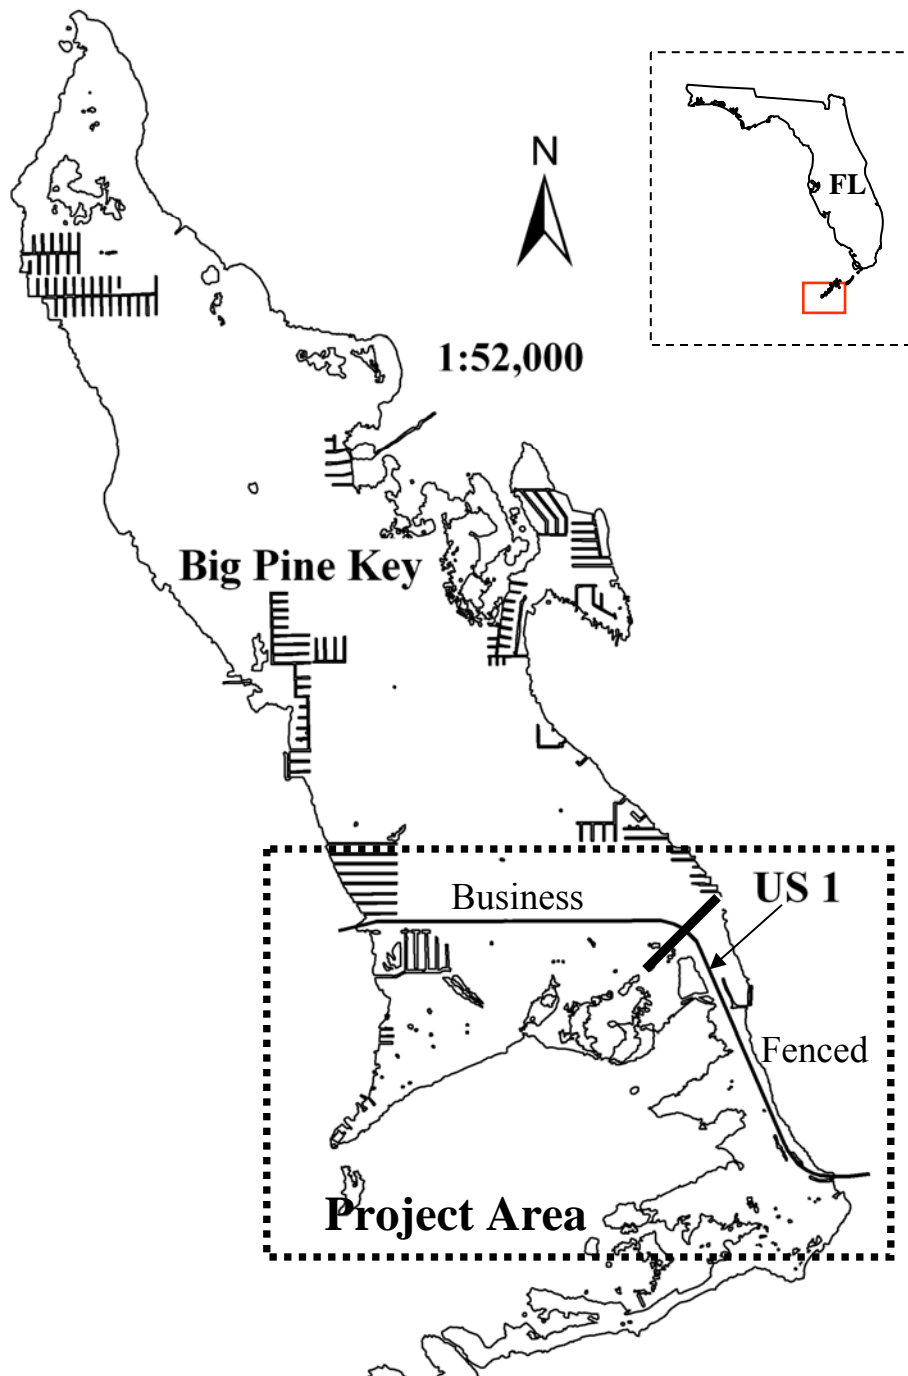 N
FL
1:52,000
Big Pine Key
Business
US 1
Fenced
Project Area